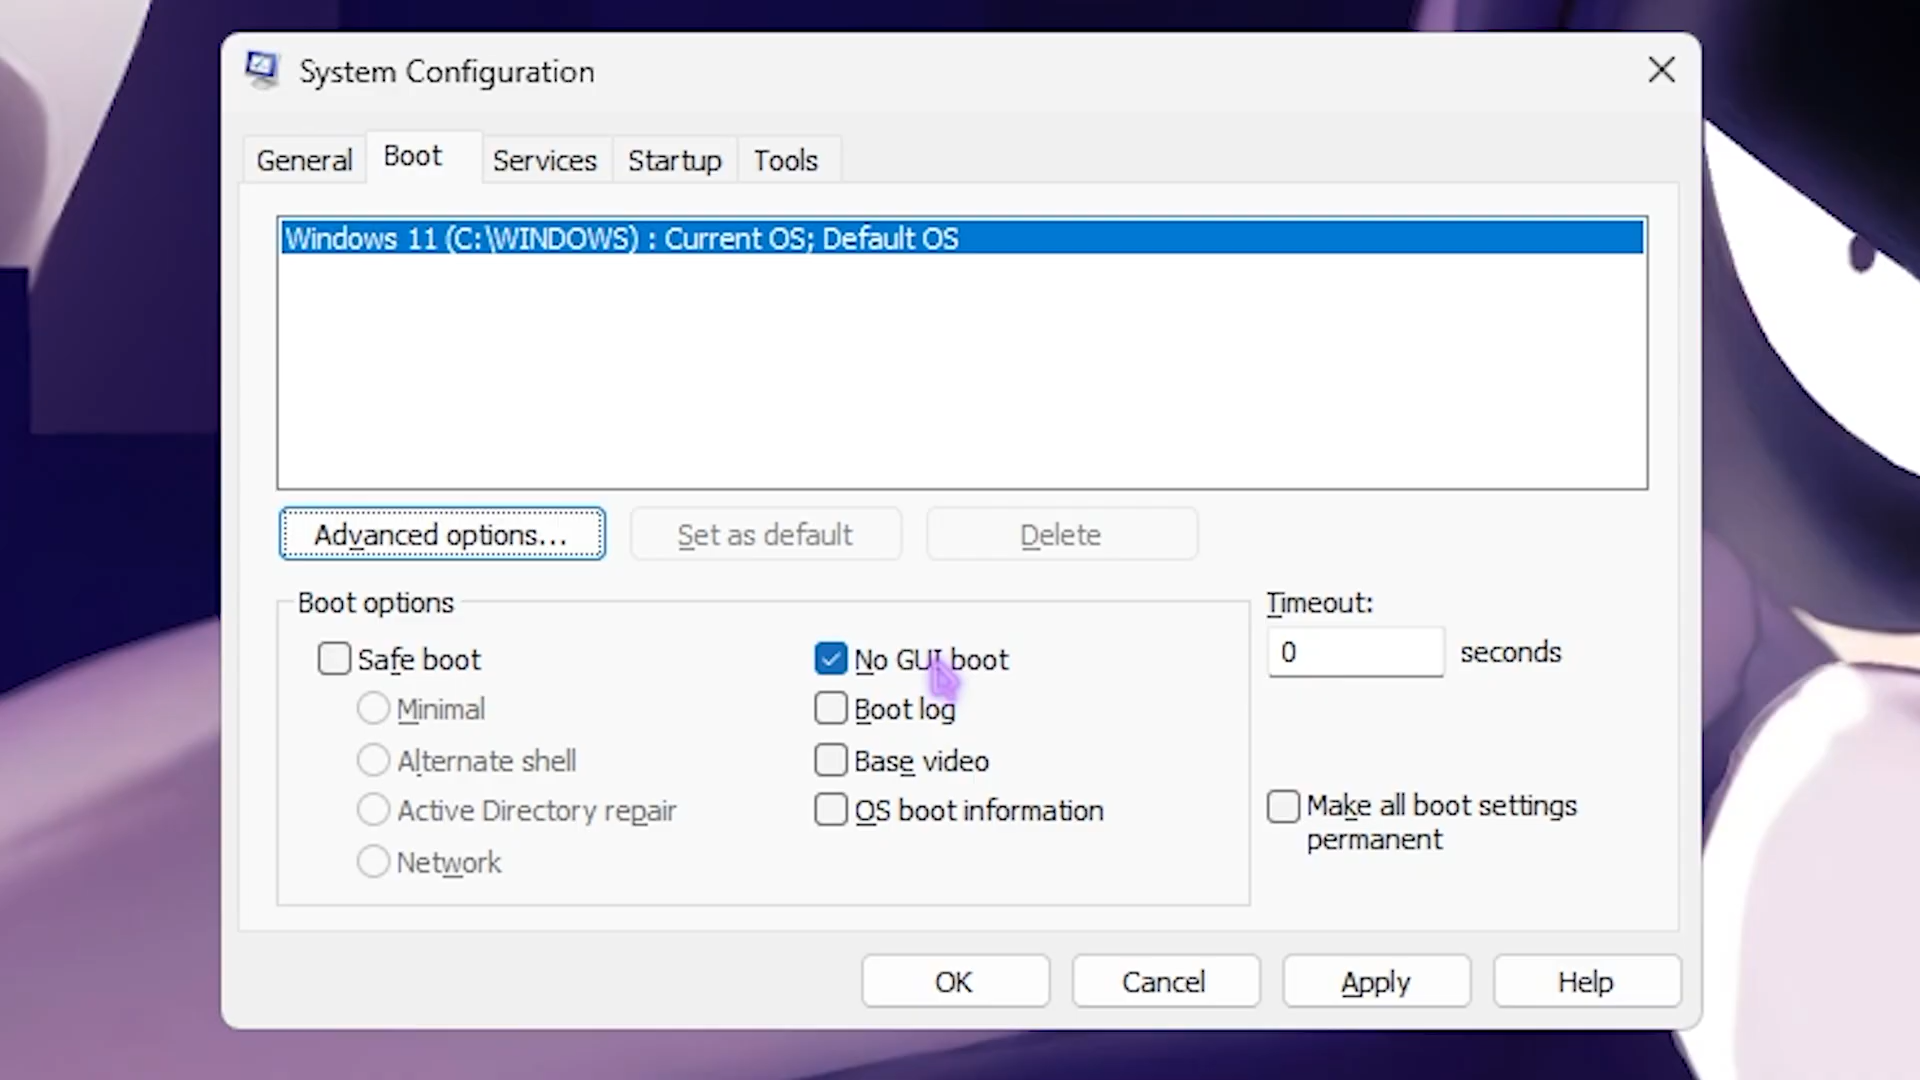 System Configuration
General
Boot
Services
Startup
Tools
Windows 11 (C:\WINDOWS) : Current OS; Default OS
Advanced options...
Set as default
Delete
Boot options
Timeout:
Safe boot
No GUI boot
0
seconds
Minimal
Boot log
Alternate shell
Base video
Active Directory repair
OS boot information
Make all boot settings
permanent
Network
OK
Cancel
Apply
Help